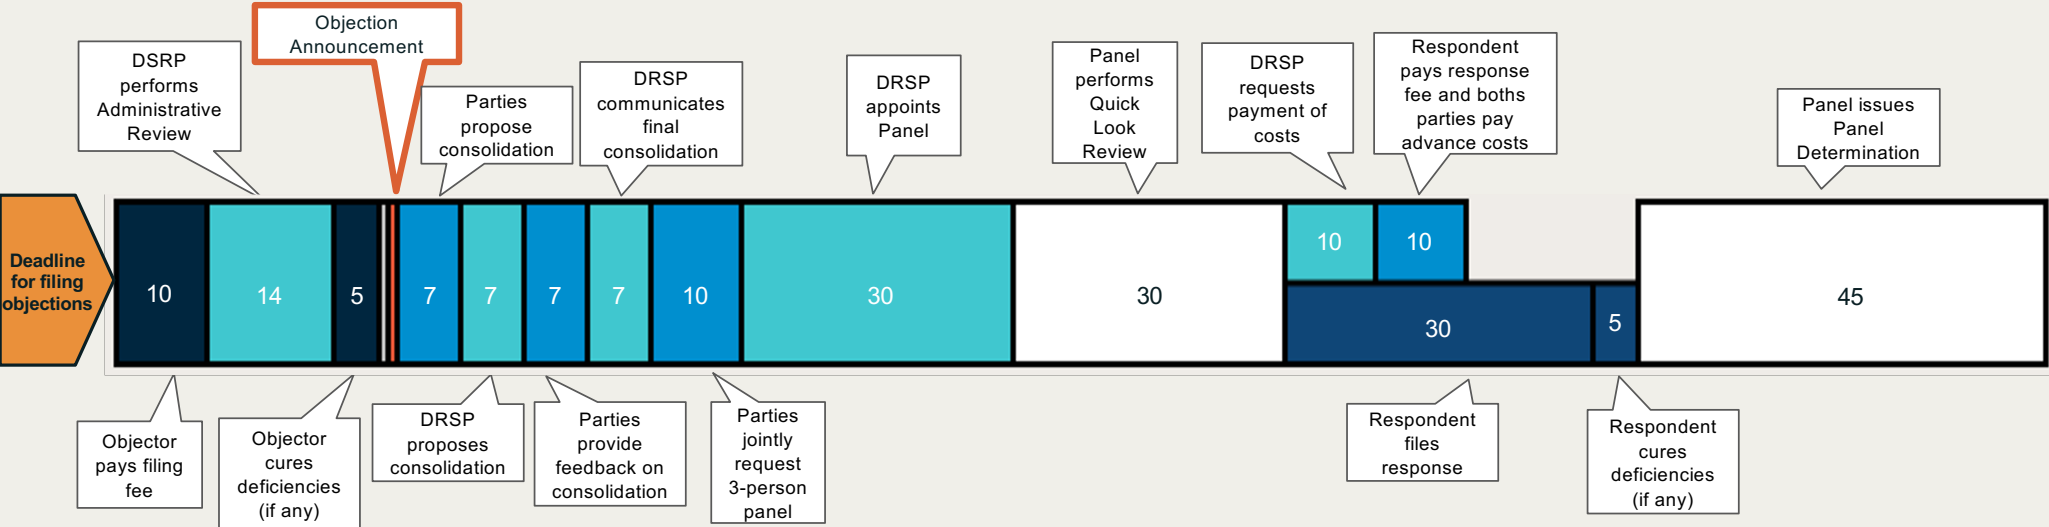 Objection
Announcement
DSRP
performs
Administrative
Review
Parties
propose
consolidation
DRSP
communicates
final
consolidation
DRSP
appoints
Panel
Panel
performs
Quick
Look
Review
DRSP
requests
payment of
costs
Respondent
pays response
fee and boths
parties pay
advance costs
Panel issues
Panel
Determination
Deadline
for filing
objections
10
14
5
7
7
7
7
10
30
30
10
10
30
5
45
Objector
pays filing
fee
Objector
cures
deficiencies
(if any)
DRSP
proposes
consolidation
Parties
provide
feedback on
consolidation
Parties
jointly
request
3-person
panel
Respondent
files
response
Respondent
cures
deficiencies
(if any)